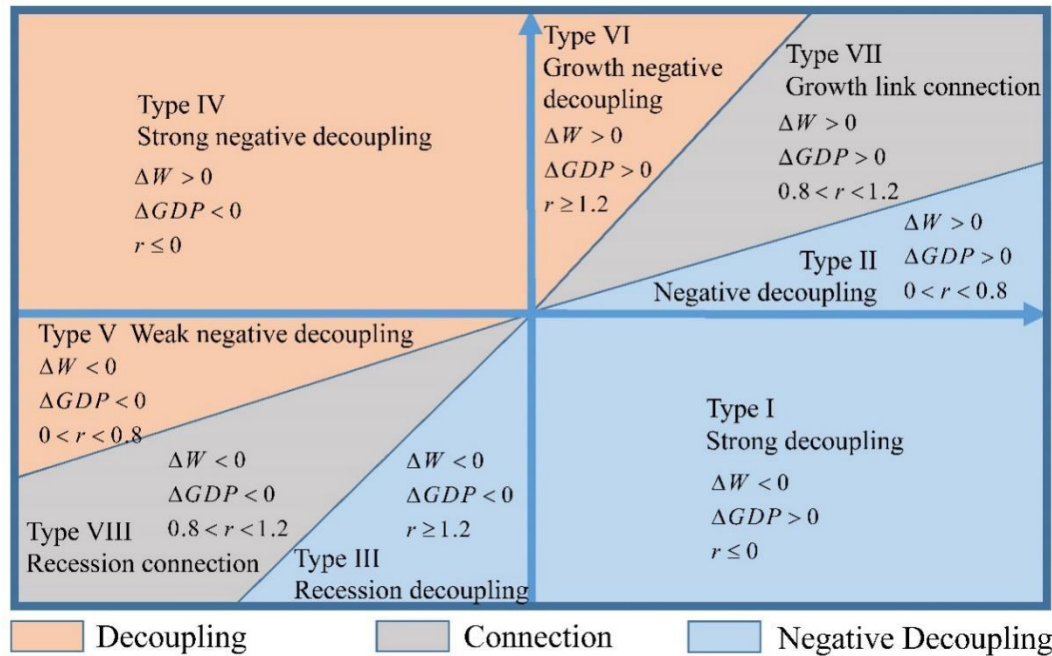 Type IV
Strong negative decoupling
ΔW > 0
ΔGDP < 0
r ≤ 0
Type VI
Growth negative
decoupling
ΔW > 0
ΔGDP > 0
r ≥ 1.2
Type VII
Growth link connection
ΔW > 0
ΔGDP > 0
0.8 < r < 1.2
Type II
Negative decoupling
ΔW > 0
ΔGDP > 0
0 < r < 0.8
Type V Weak negative decoupling
ΔW < 0
ΔGDP < 0
0 < r < 0.8
Type VIII
Recession connection
ΔW < 0
ΔGDP < 0
0.8 < r < 1.2
ΔW < 0
ΔGDP < 0
r ≥ 1.2
Type III
Recession decoupling
Type I
Strong decoupling
ΔW < 0
ΔGDP > 0
r ≤ 0
Decoupling
Connection
Negative Decoupling